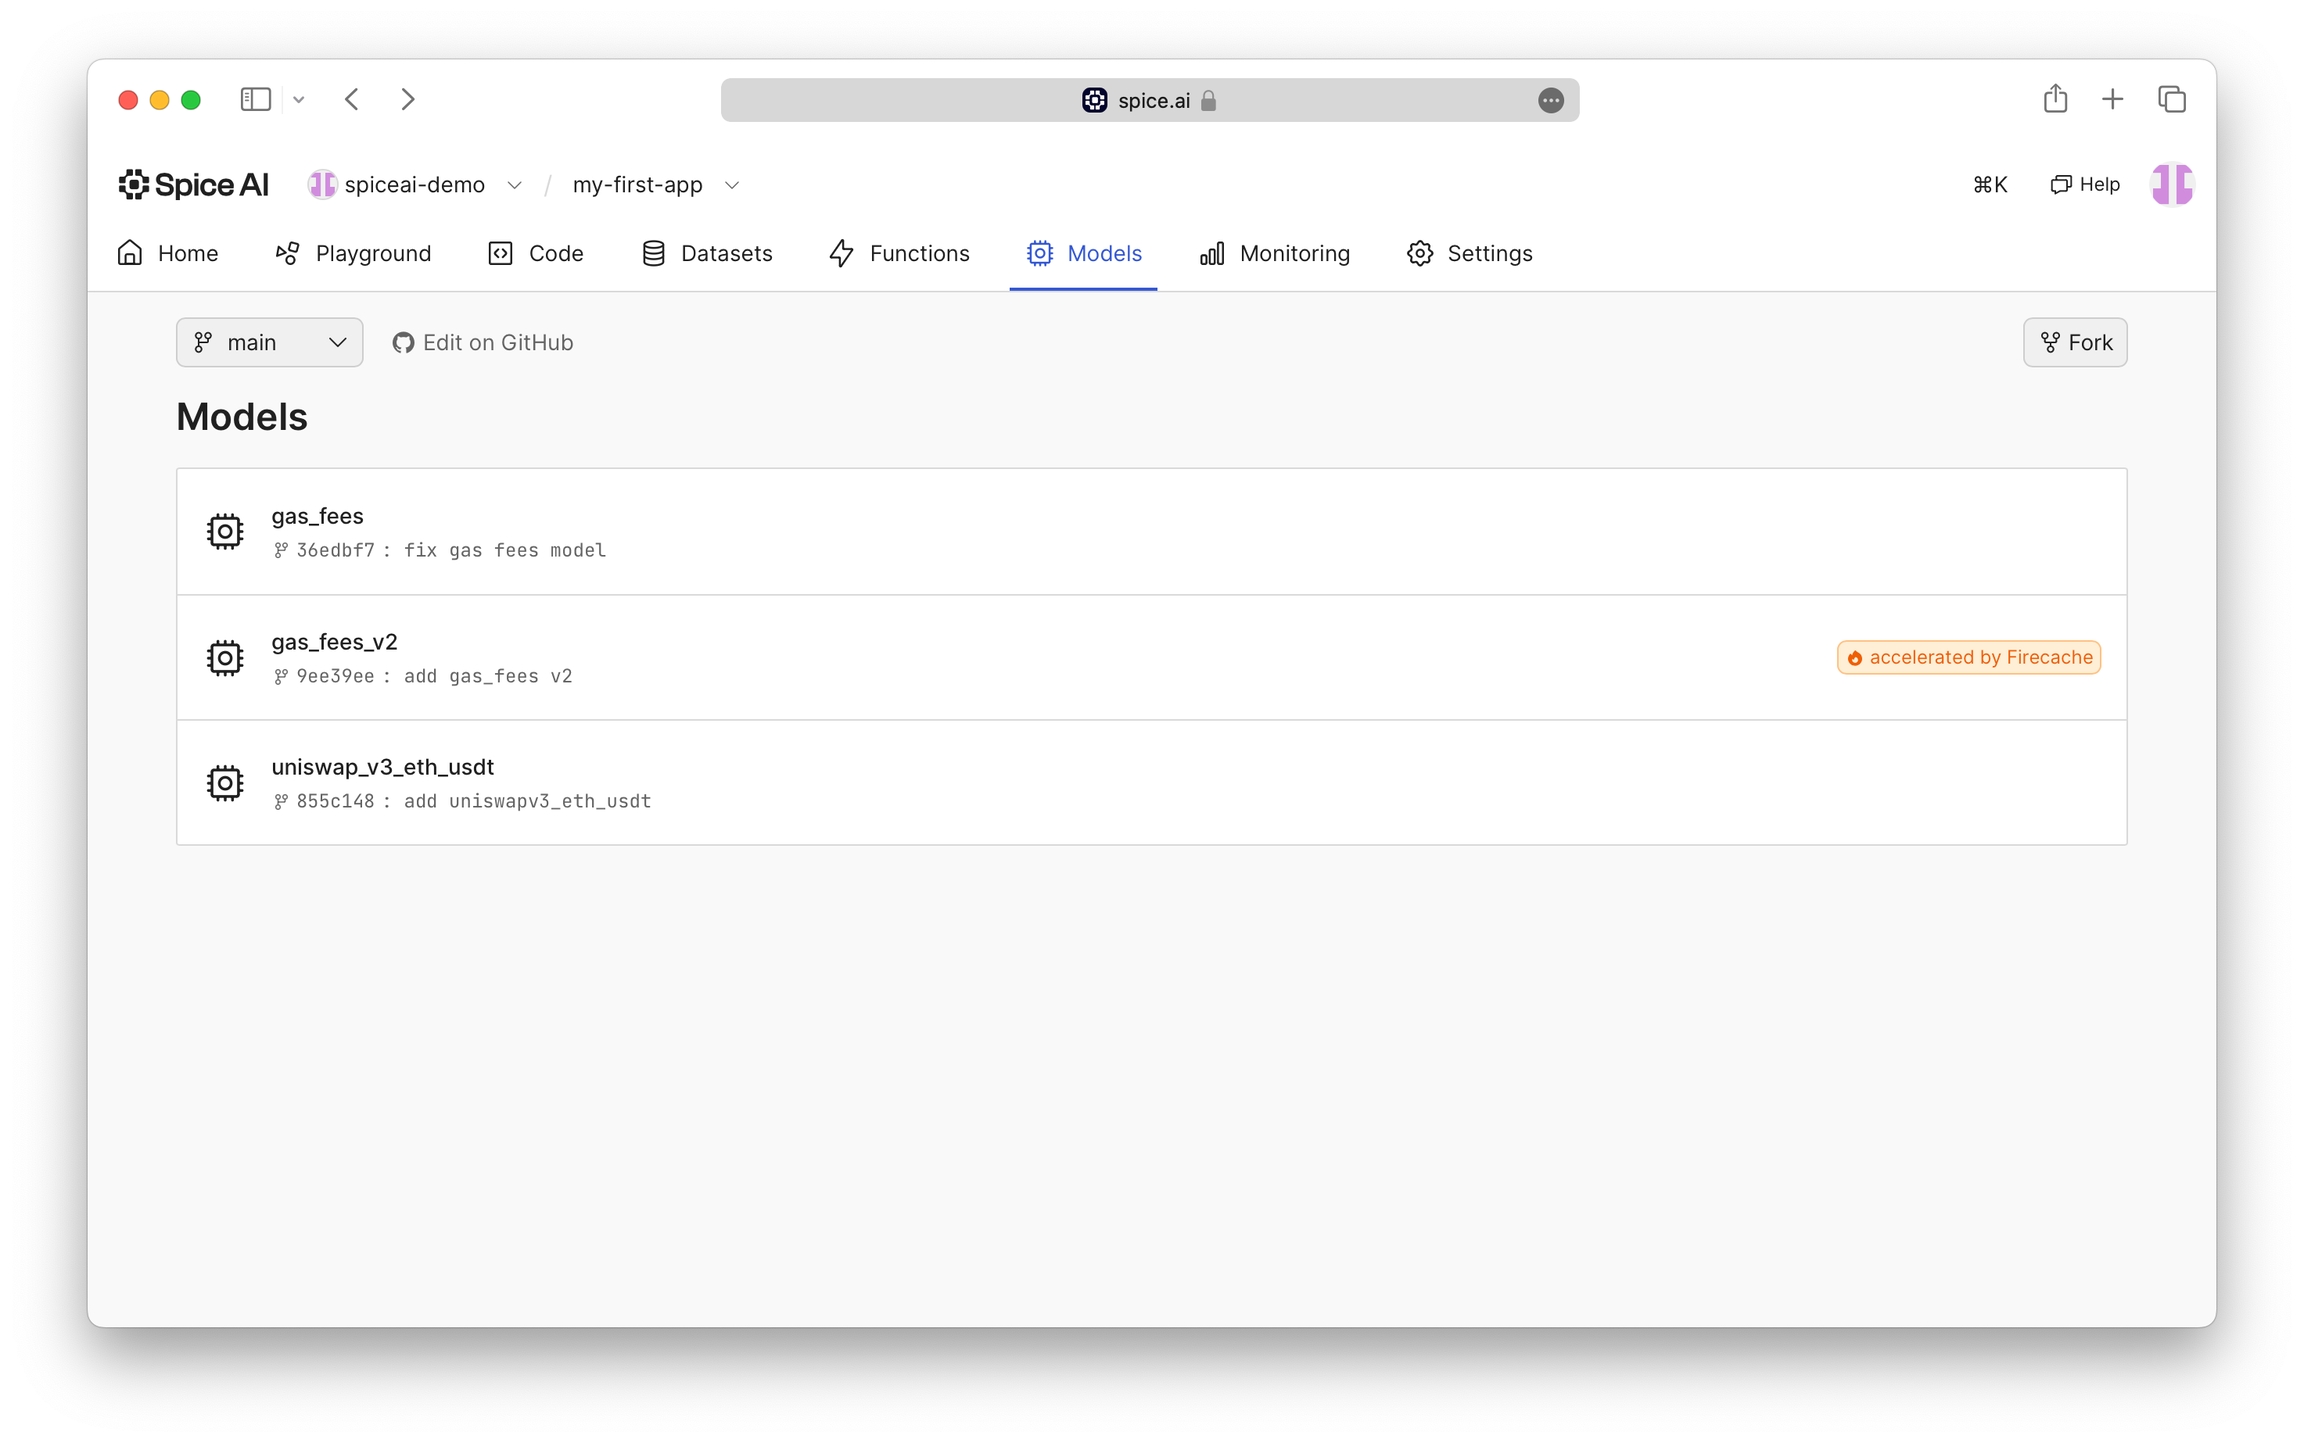 spice.ai
Spice AI spiceai-demo / my-first-app ⌘K Help
Home Playground Code Datasets Functions Models Monitoring Settings
main Edit on GitHub Fork
Models
gas_fees
36edbf7 : fix gas fees model
gas_fees_v2
9ee39ee : add gas_fees v2
accelerated by Firecache
uniswap_v3_eth_usdt
855c148 : add uniswapv3_eth_usdt